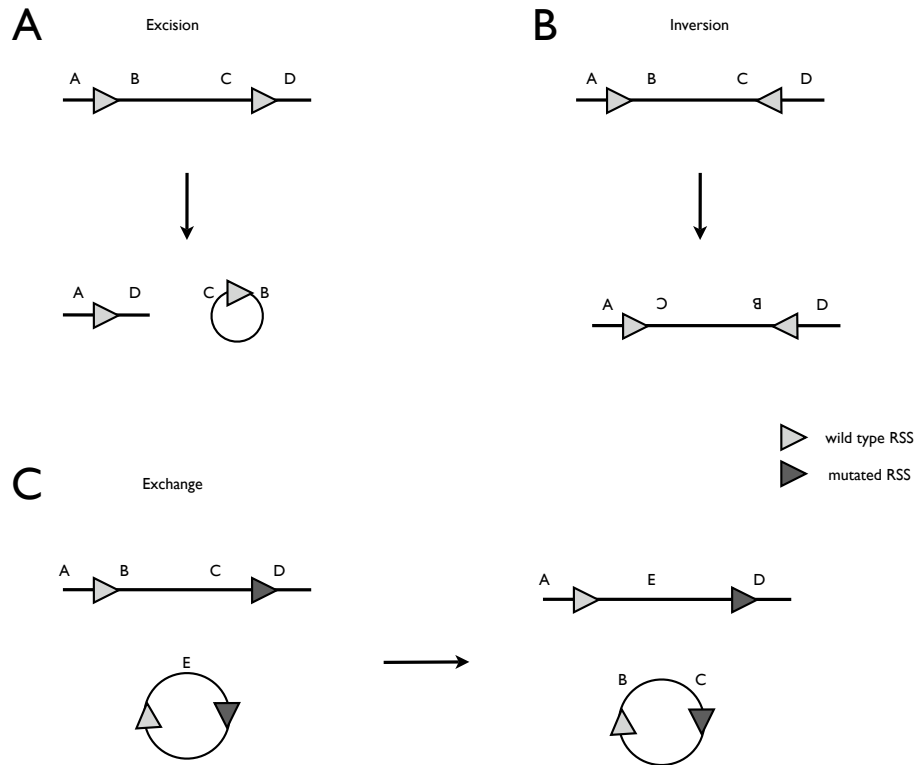 A Excision
A B C D
A D C B
B Inversion
A B C D
A C B D
wild type RSS
mutated RSS
C Exchange
A B C D
E
A E D
B C